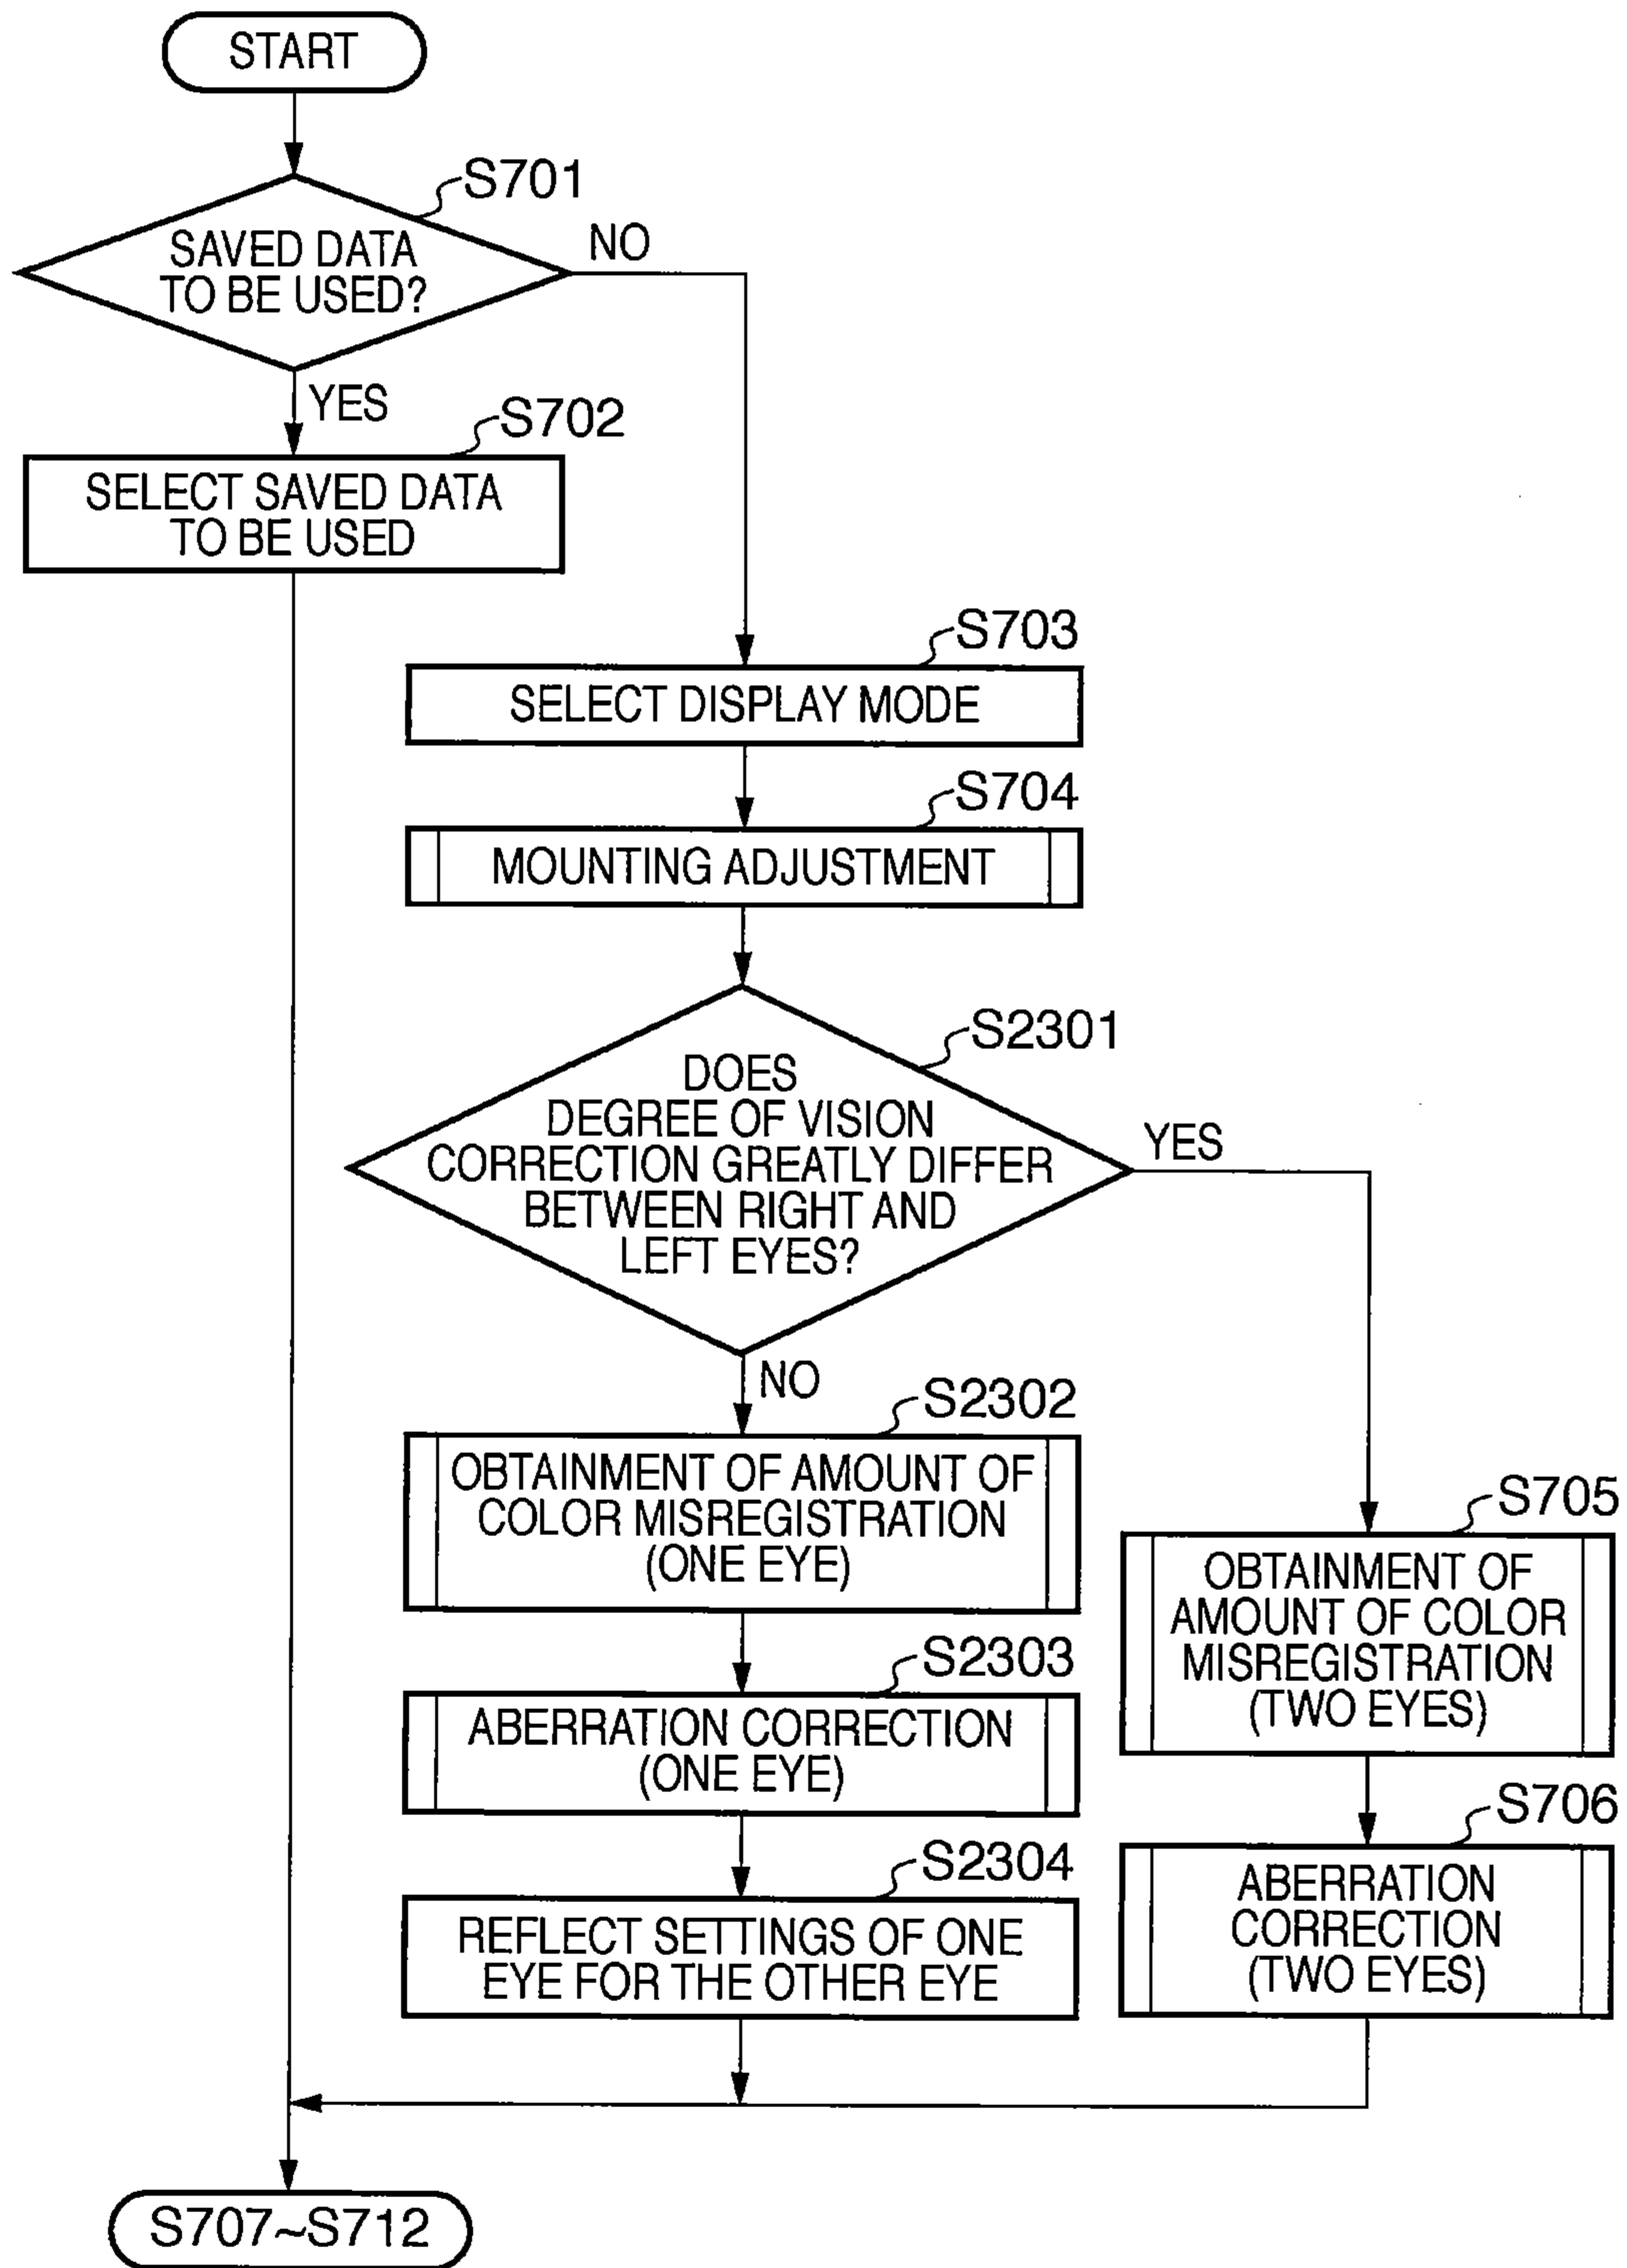 START
S701
SAVED DATA
TO BE USED?
NO
YES
S702
SELECT SAVED DATA
TO BE USED
S703
SELECT DISPLAY MODE
S704
MOUNTING ADJUSTMENT
S2301
DOES
DEGREE OF VISION
CORRECTION GREATLY DIFFER
BETWEEN RIGHT AND
LEFT EYES?
YES
NO
S2302
OBTAINMENT OF AMOUNT OF
COLOR MISREGISTRATION
(ONE EYE)
S2303
ABERRATION CORRECTION
(ONE EYE)
S2304
REFLECT SETTINGS OF ONE
EYE FOR THE OTHER EYE
S705
OBTAINMENT OF
AMOUNT OF COLOR
MISREGISTRATION
(TWO EYES)
S706
ABERRATION
CORRECTION
(TWO EYES)
S707~S712